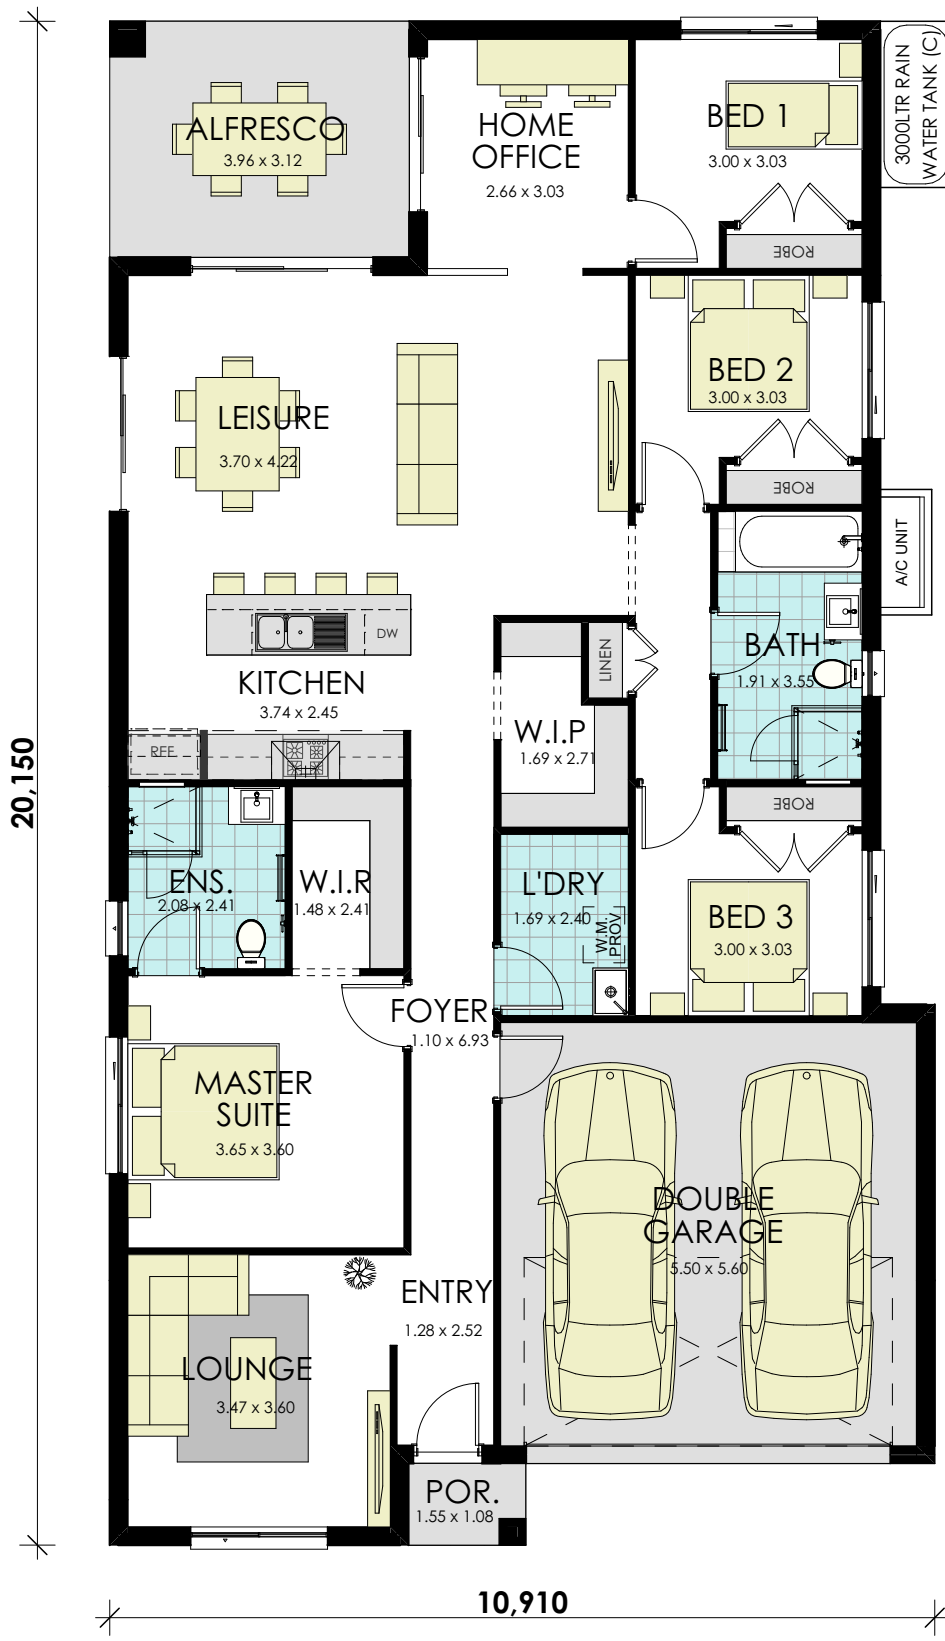 ALFRESCO
3.96 x 3.12
HOME
OFFICE
2.66 x 3.03
BED 1
3.00 x 3.03
ROBE
3000LTR RAIN
WATER TANK (C)
LEISURE
3.70 x 4.22
BED 2
3.00 x 3.03
ROBE
A/C UNIT
DW
KITCHEN
3.74 x 2.45
REF.
LINEN
W.I.P
1.69 x 2.71
BATH
1.91 x 3.55
ROBE
ENS.
2.08 x 2.41
W.I.R
1.48 x 2.41
L'DRY
1.69 x 2.40
W.M.
PROV
BED 3
3.00 x 3.03
FOYER
1.10 x 6.93
MASTER
SUITE
3.65 x 3.60
DOUBLE
GARAGE
5.50 x 5.60
ENTRY
1.28 x 2.52
LOUNGE
3.47 x 3.60
POR.
1.55 x 1.08
20,150
10,910